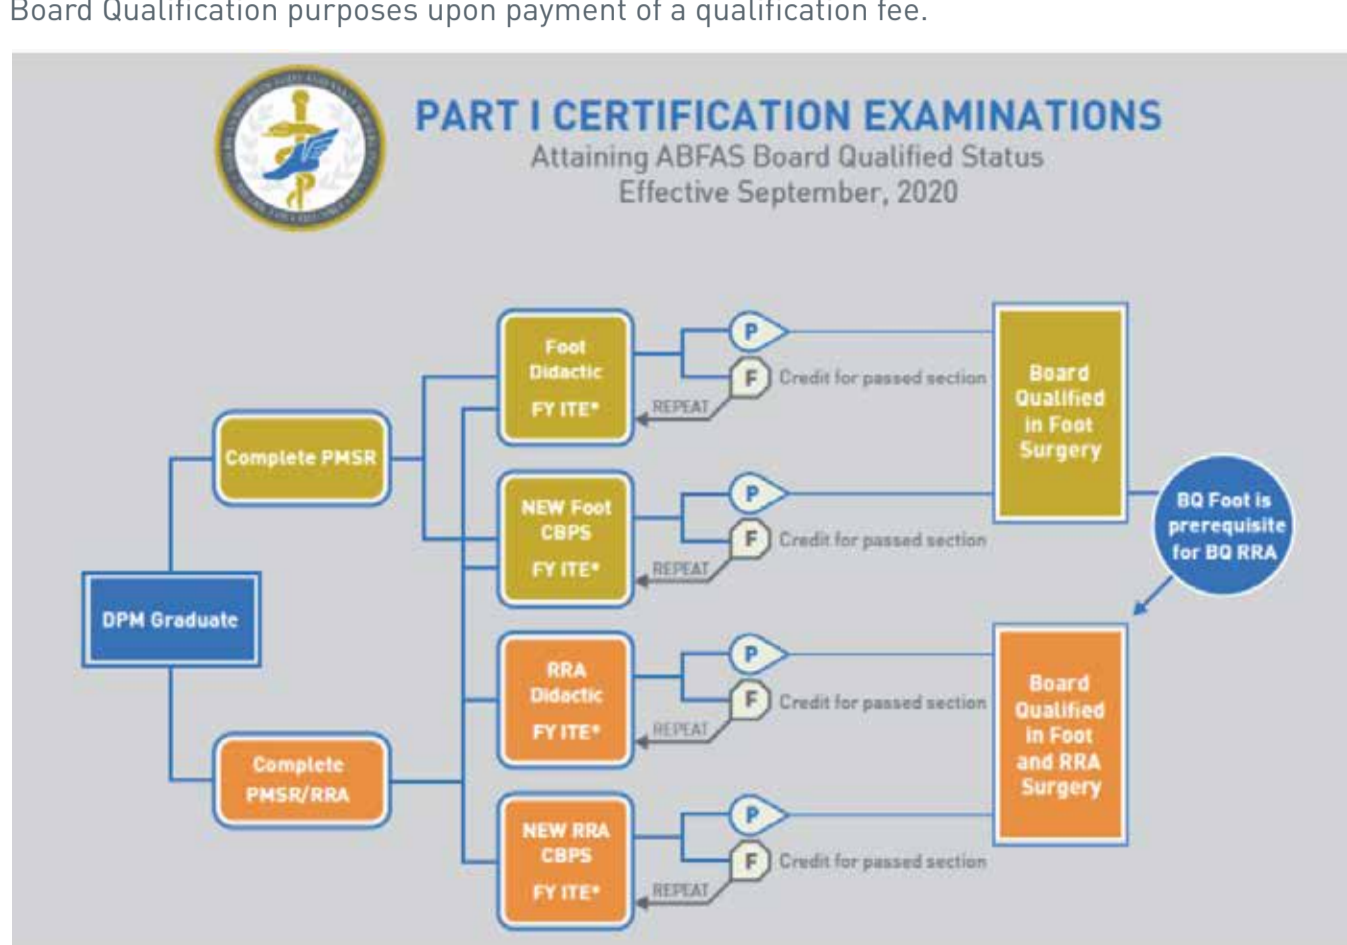 Board Qualification purposes upon payment of a qualification fee.
PART I CERTIFICATION EXAMINATIONS
Attaining ABFAS Board Qualified Status
Effective September, 2020
DPM Graduate
Complete PMSR
Complete
PMSR/RRA
Foot
Didactic
FY ITE*
P
F
Credit for passed section
REPEAT
NEW Foot
CBPS
FY ITE*
P
F
Credit for passed section
REPEAT
RRA
Didactic
FY ITE*
P
F
Credit for passed section
REPEAT
NEW RRA
CBPS
FY ITE*
P
F
Credit for passed section
REPEAT
Board
Qualified
in Foot
Surgery
BQ Foot is
prerequisite
for BQ RRA
Board
Qualified
in Foot
and RRA
Surgery